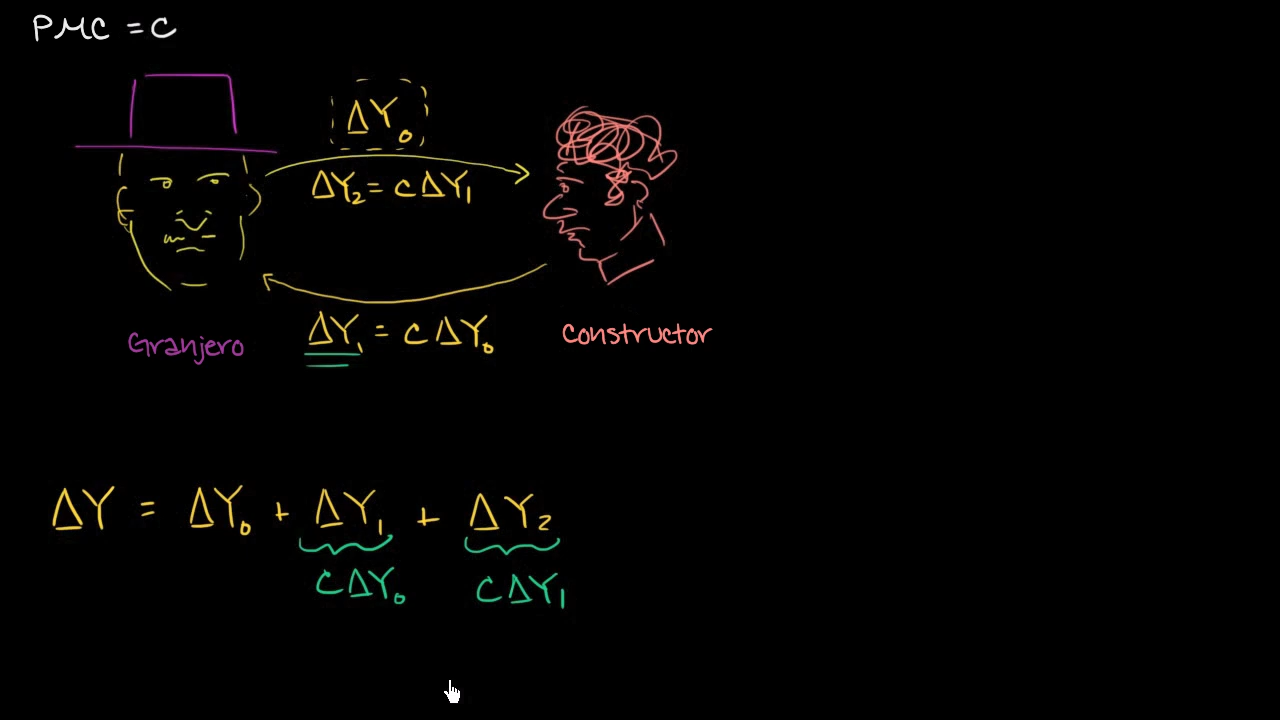 PMC = C
ΔY₀
ΔY₂ = cΔY₁
ΔY₁ = cΔY₀
Granjero
Constructor
ΔY = ΔY₀ + ΔY₁ + ΔY₂
cΔY₀ cΔY₁